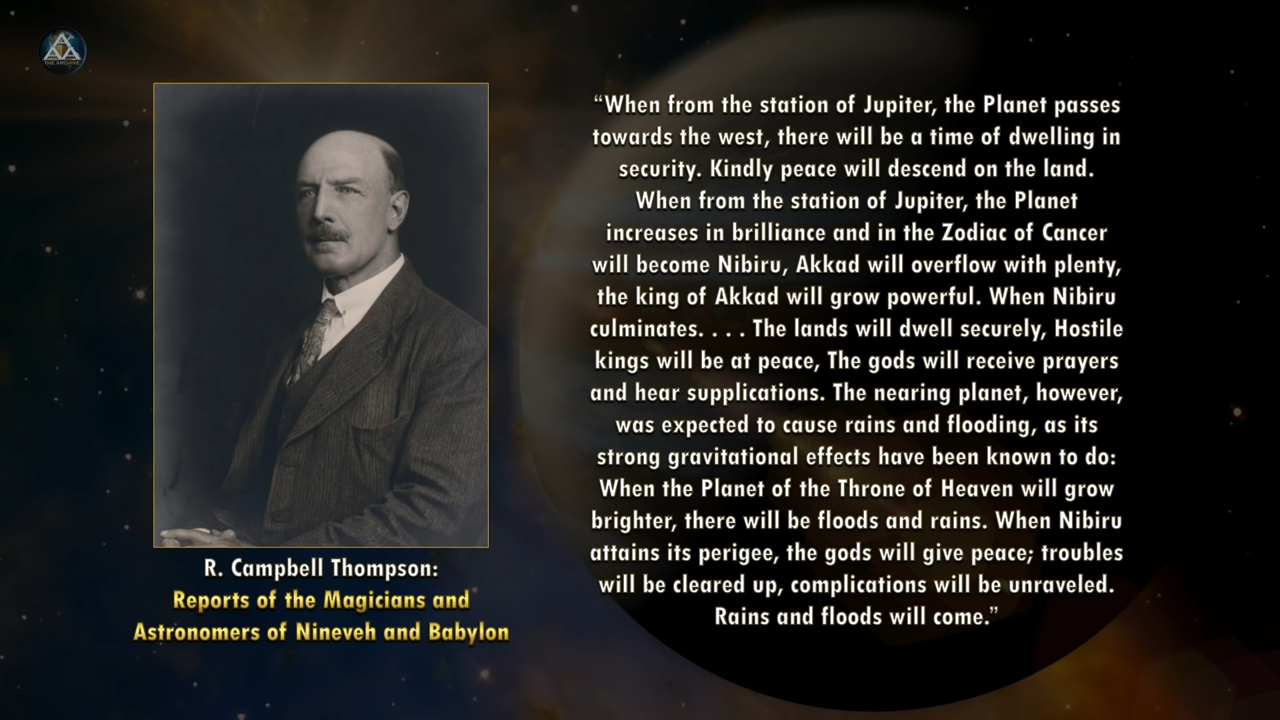 THE ARCHIVE
R. Campbell Thompson:
Reports of the Magicians and
Astronomers of Nineveh and Babylon
“When from the station of Jupiter, the Planet passes
towards the west, there will be a time of dwelling in
security. Kindly peace will descend on the land.
When from the station of Jupiter, the Planet
increases in brilliance and in the Zodiac of Cancer
will become Nibiru, Akkad will overflow with plenty,
the king of Akkad will grow powerful. When Nibiru
culminates. . . . The lands will dwell securely, Hostile
kings will be at peace, The gods will receive prayers
and hear supplications. The nearing planet, however,
was expected to cause rains and flooding, as its
strong gravitational effects have been known to do:
When the Planet of the Throne of Heaven will grow
brighter, there will be floods and rains. When Nibiru
attains its perigee, the gods will give peace; troubles
will be cleared up, complications will be unraveled.
Rains and floods will come.”